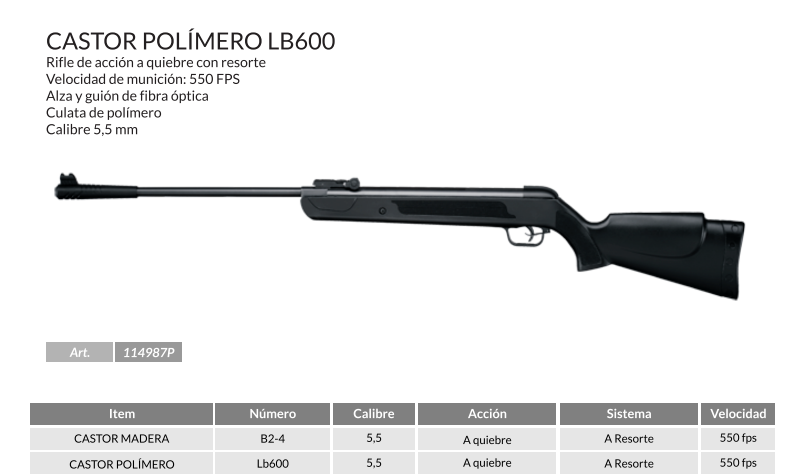 CASTOR POLÍMERO LB600
Rifle de acción a quiebre con resorte
Velocidad de munición: 550 FPS
Alza y guión de fibra óptica
Culata de polímero
Calibre 5,5 mm
Art. 114987P
Item Número Calibre Acción Sistema Velocidad
CASTOR MADERA B2-4 5,5 A quiebre A Resorte 550 fps
CASTOR POLÍMERO Lb600 5,5 A quiebre A Resorte 550 fps